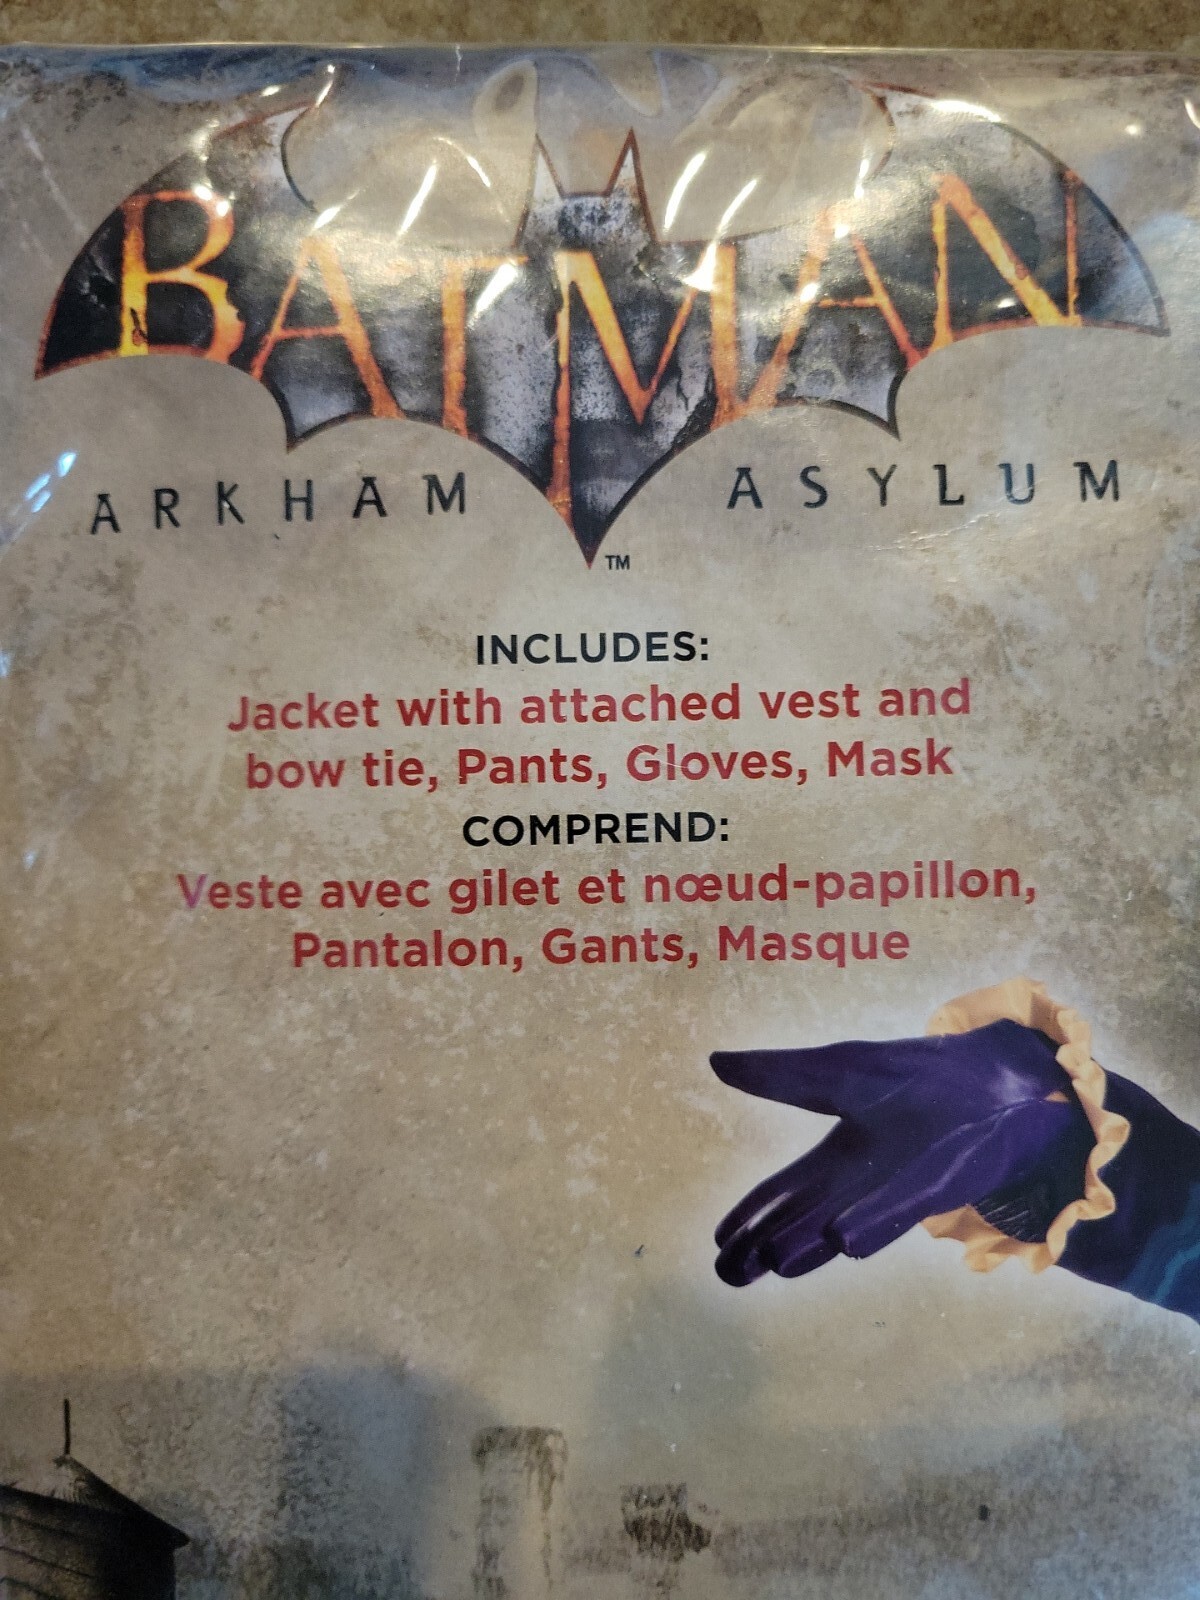 BATMAN
ARKHAM ASYLUM
TM
INCLUDES:
Jacket with attached vest and
bow tie, Pants, Gloves, Mask
COMPREND:
Veste avec gilet et nœud-papillon,
Pantalon, Gants, Masque